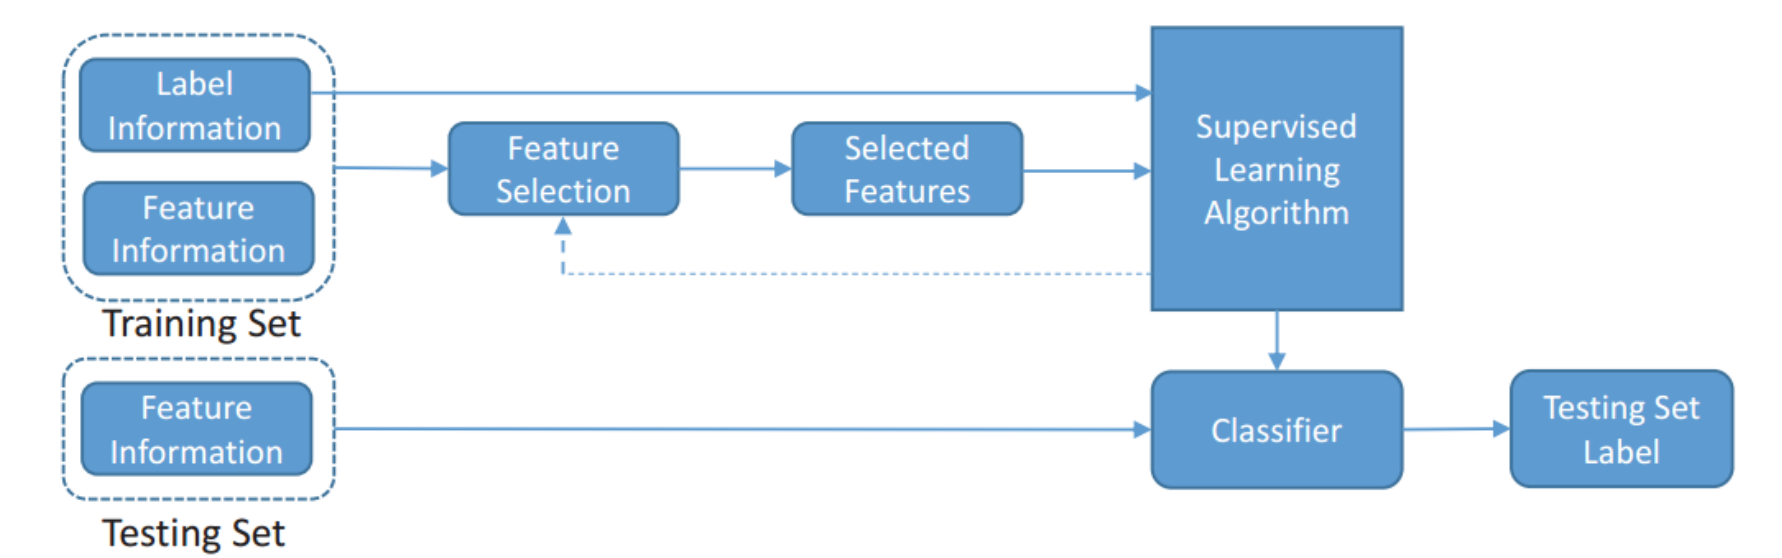 Label
Information
Feature
Information
Training Set
Feature
Selection
Selected
Features
Supervised
Learning
Algorithm
Feature
Information
Testing Set
Classifier
Testing Set
Label